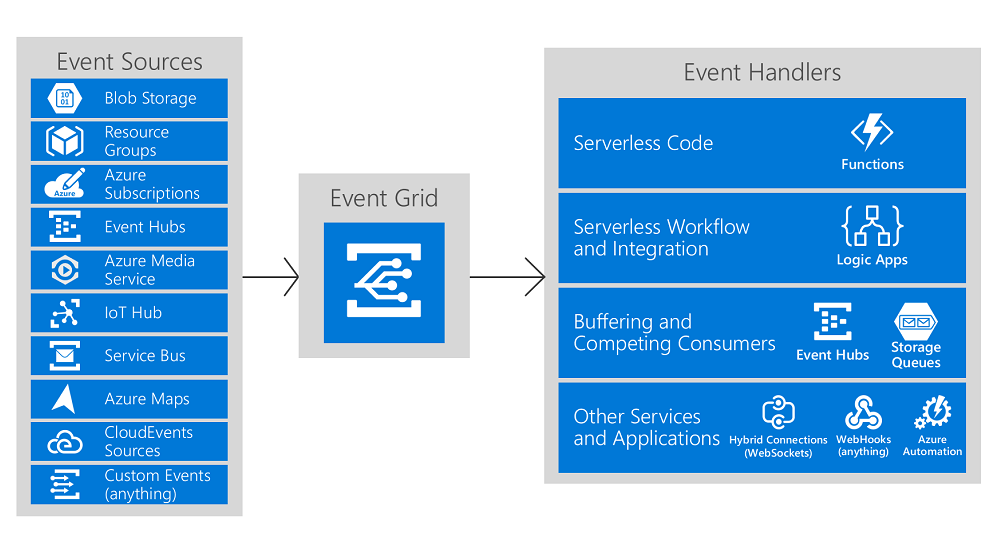 Event Sources
10
01
Blob Storage
Resource
Groups
Azure
Azure
Subscriptions
Event Hubs
Azure Media
Service
IoT Hub
Service Bus
Azure Maps
CloudEvents
Sources
Custom Events
(anything)
Event Grid
Event Handlers
Serverless Code
Functions
Serverless Workflow
and Integration
Logic Apps
Buffering and
Competing Consumers
Event Hubs
Storage
Queues
Other Services
and Applications
Hybrid Connections
(WebSockets)
WebHooks
(anything)
Azure
Automation